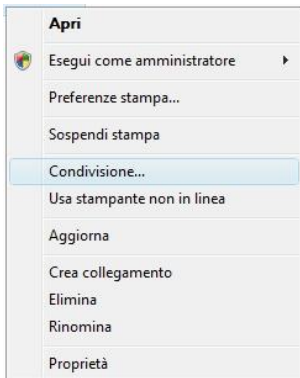 Apri
Esegui come amministratore
Preferenze stampa...
Sospendi stampa
Condivisione...
Usa stampante non in linea
Aggiorna
Crea collegamento
Elimina
Rinomina
Proprietà